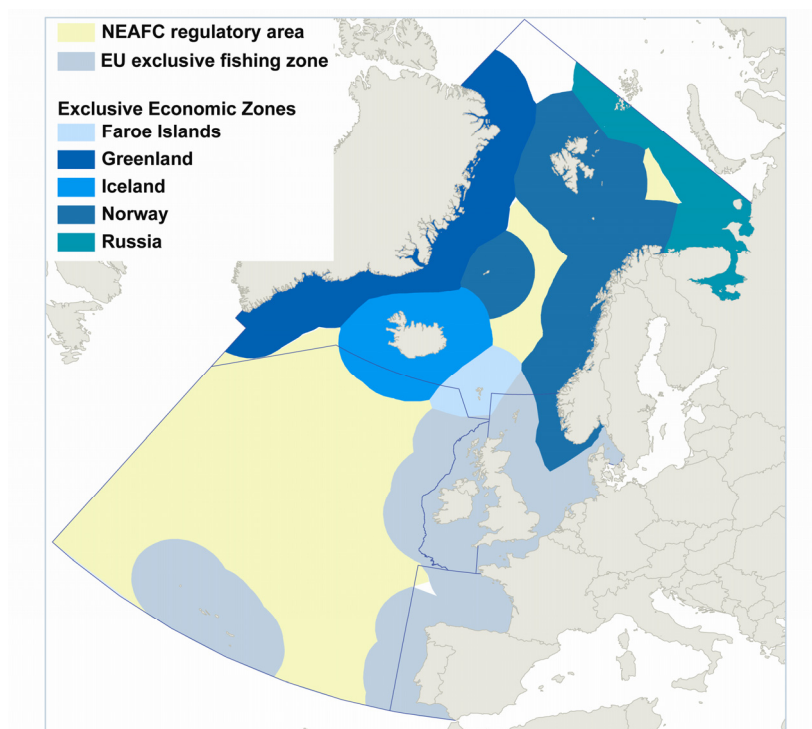 NEAFC regulatory area
EU exclusive fishing zone
Exclusive Economic Zones
Faroe Islands
Greenland
Iceland
Norway
Russia